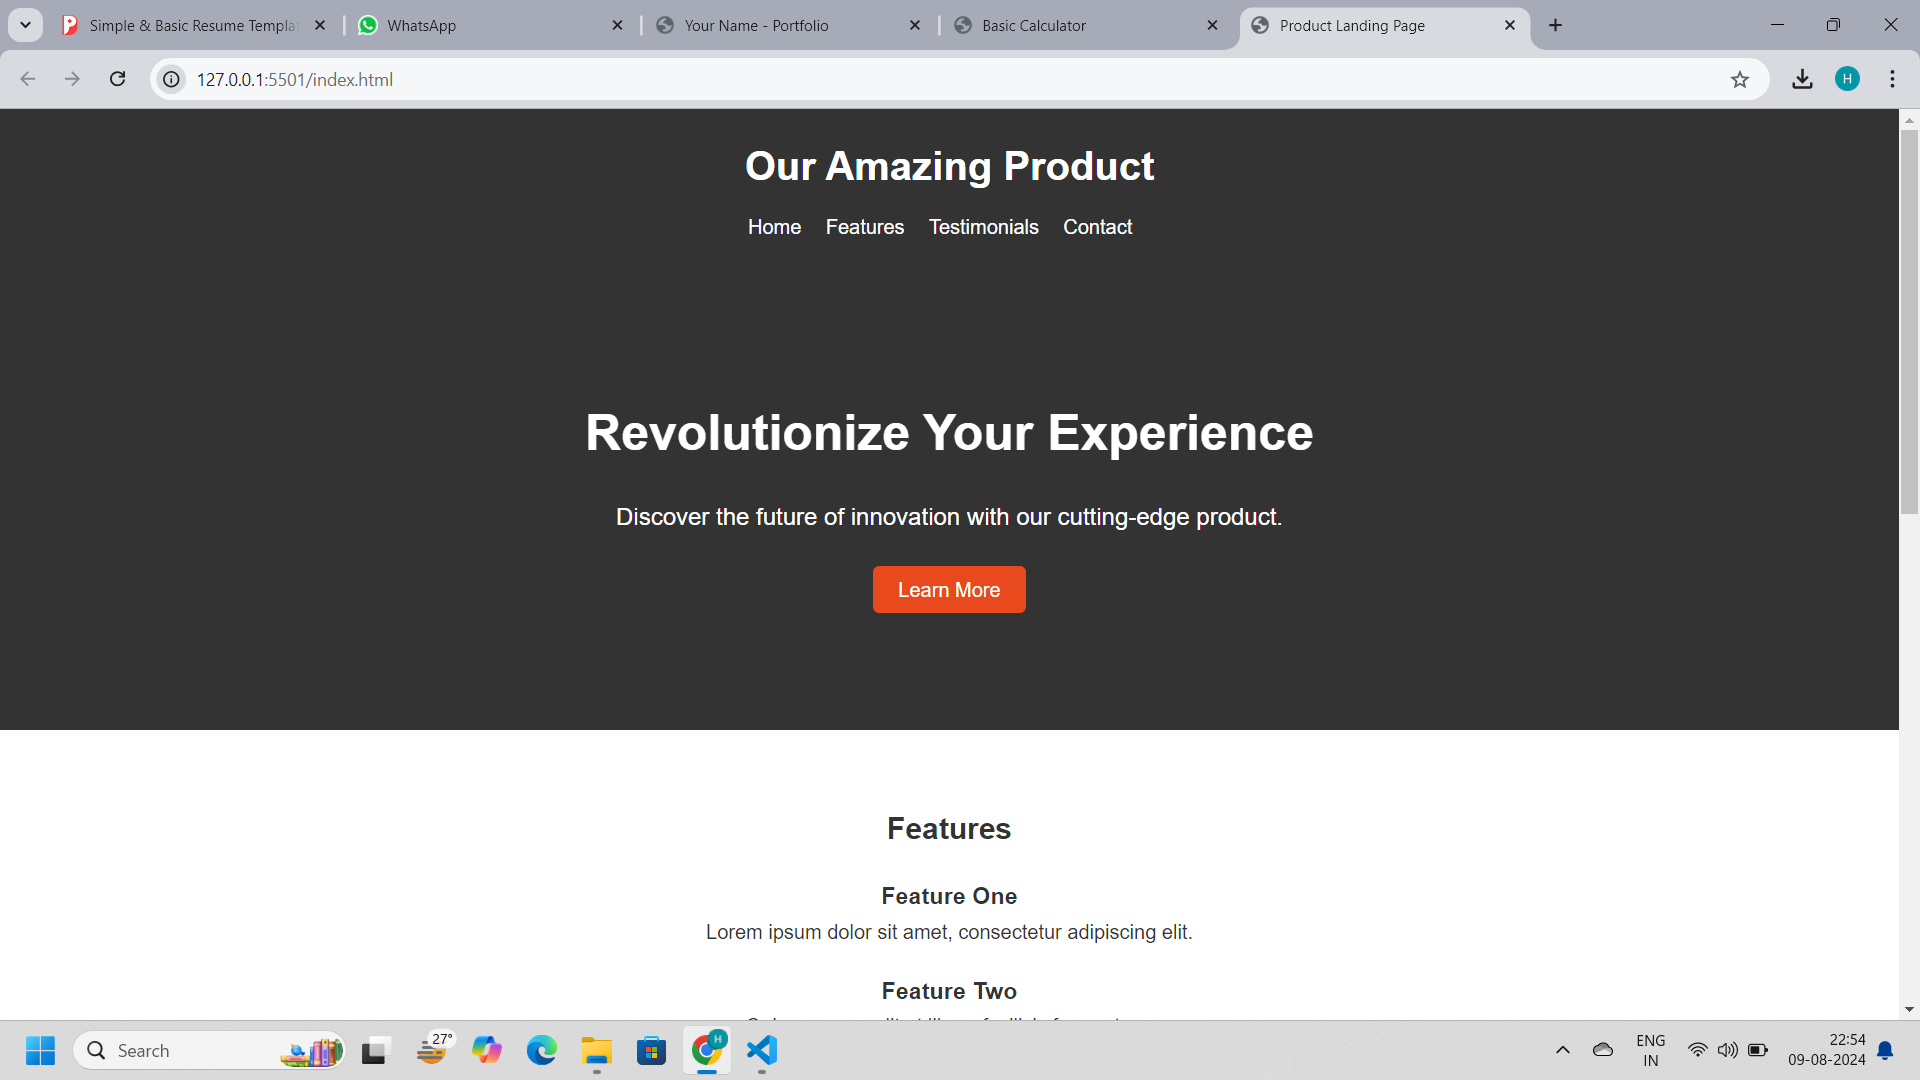 Simple & Basic Resume Templa
WhatsApp
Your Name - Portfolio
Basic Calculator
Product Landing Page
127.0.0.1:5501/index.html
H
Our Amazing Product
Home Features Testimonials Contact
Revolutionize Your Experience
Discover the future of innovation with our cutting-edge product.
Learn More
Features
Feature One
Lorem ipsum dolor sit amet, consectetur adipiscing elit.
Feature Two
Search
27°
H
ENG
IN
22:54
09-08-2024